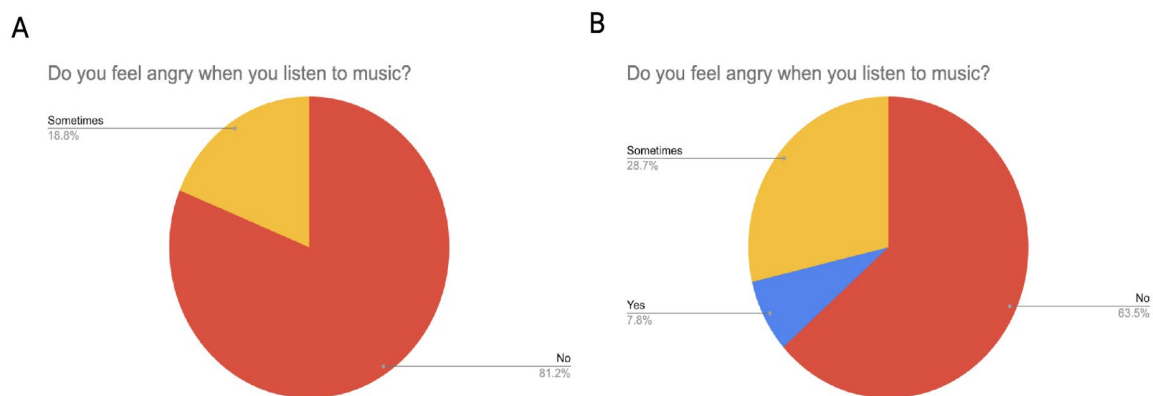 A
Do you feel angry when you listen to music?
Sometimes
18.8%
No
81.2%
B
Do you feel angry when you listen to music?
Sometimes
28.7%
Yes
7.8%
No
63.5%